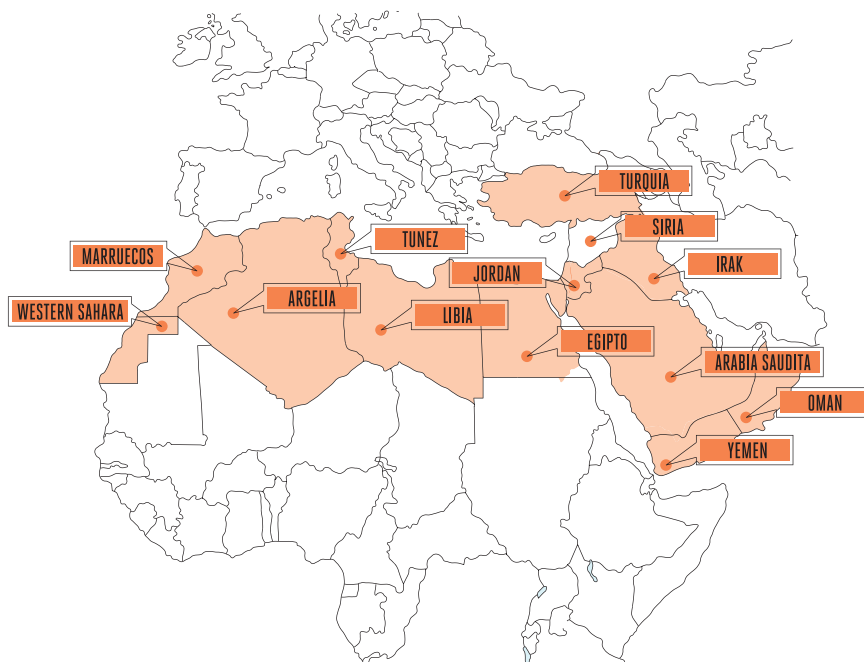 TURQUIA
SIRIA
TUNEZ
MARRUECOS
IRAK
JORDAN
ARGELIA
WESTERN SAHARA
LIBIA
EGIPTO
ARABIA SAUDITA
OMAN
YEMEN